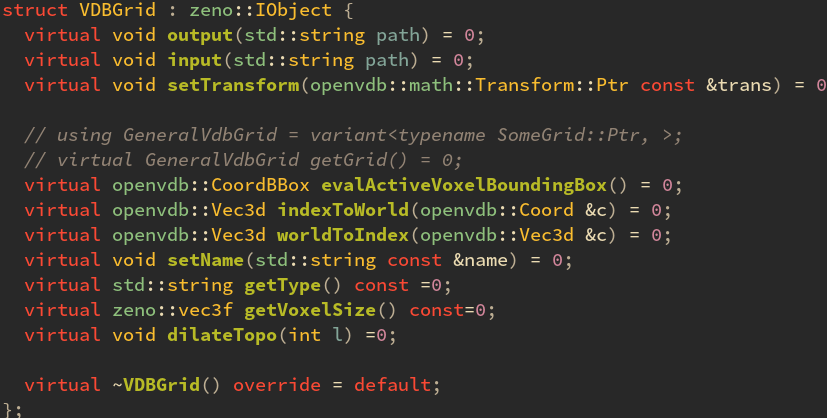 struct VDBGrid : zeno::IObject {
  virtual void output(std::string path) = 0;
  virtual void input(std::string path) = 0;
  virtual void setTransform(openvdb::math::Transform::Ptr const &trans) = 0

  // using GeneralVdbGrid = variant<typename SomeGrid::Ptr, >;
  // virtual GeneralVdbGrid getGrid() = 0;
  virtual openvdb::CoordBBox evalActiveVoxelBoundingBox() = 0;
  virtual openvdb::Vec3d indexToWorld(openvdb::Coord &c) = 0;
  virtual openvdb::Vec3d worldToIndex(openvdb::Vec3d &c) = 0;
  virtual void setName(std::string const &name) = 0;
  virtual std::string getType() const =0;
  virtual zeno::vec3f getVoxelSize() const=0;
  virtual void dilateTopo(int l) =0;

  virtual ~VDBGrid() override = default;
};